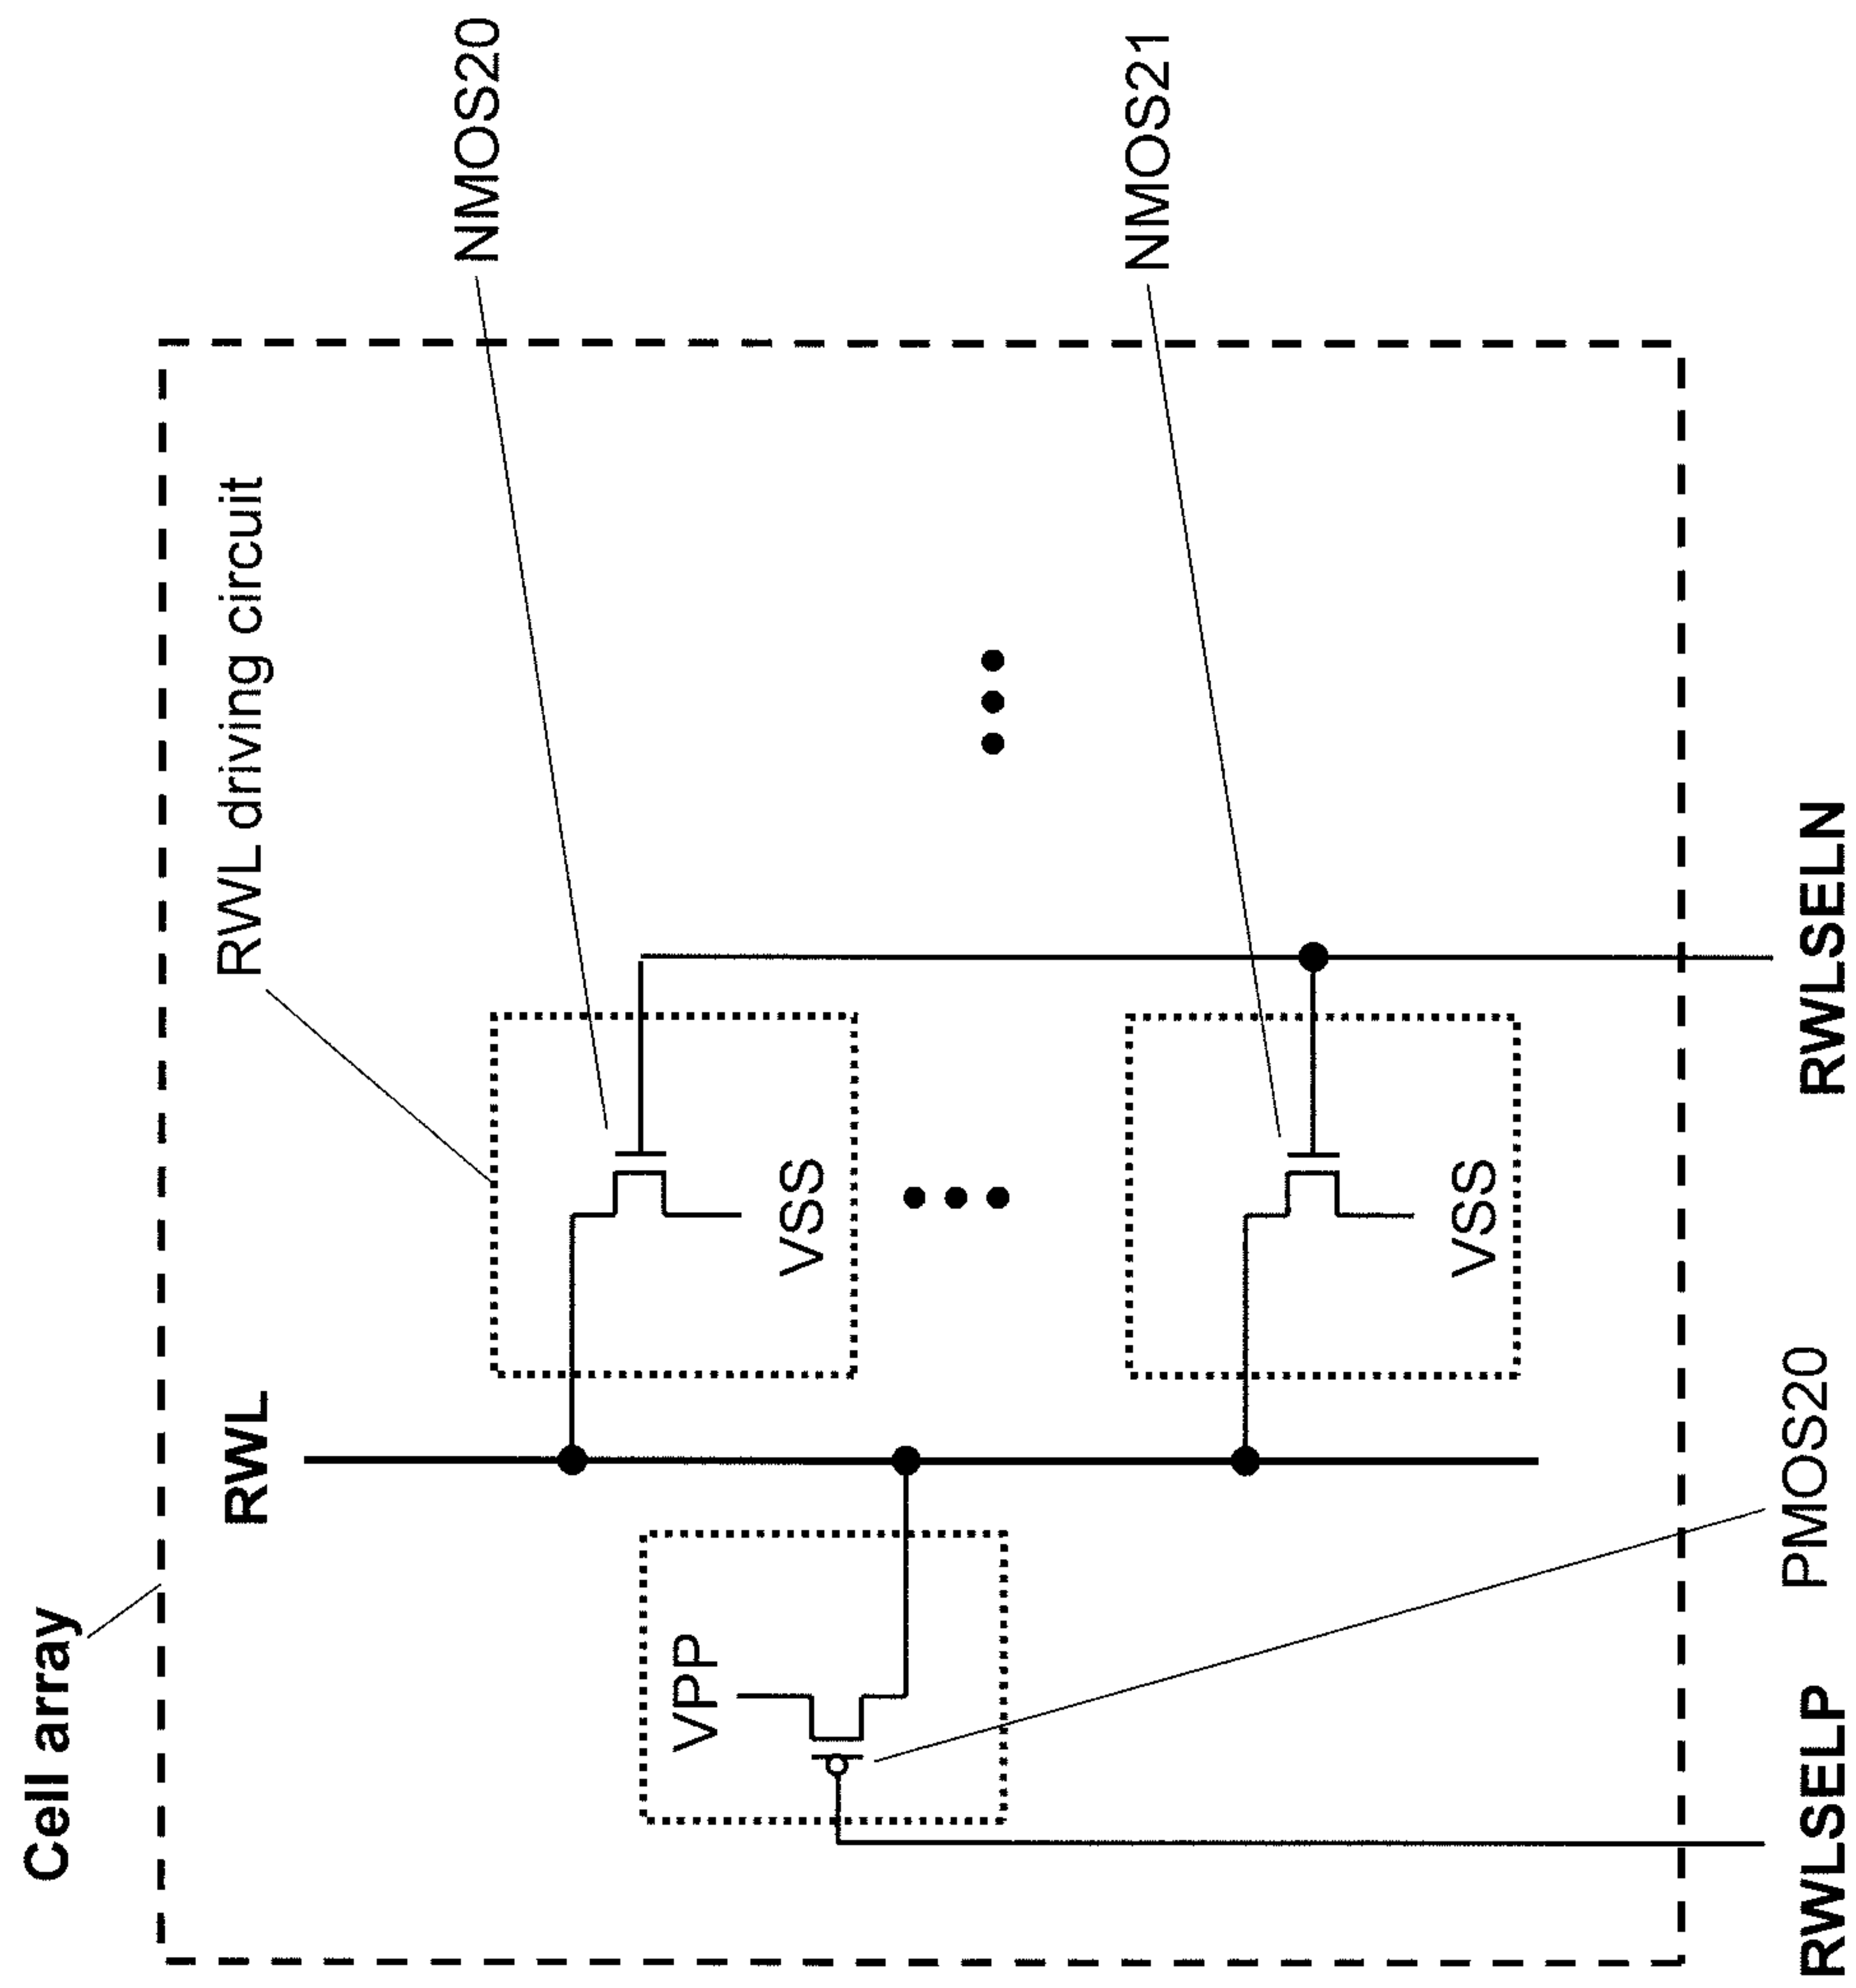 Cell array
RWL
RWL driving circuit
NMOS20
VPP
VSS
NMOS21
VSS
RWLSELP
PMOS20
RWLSELN